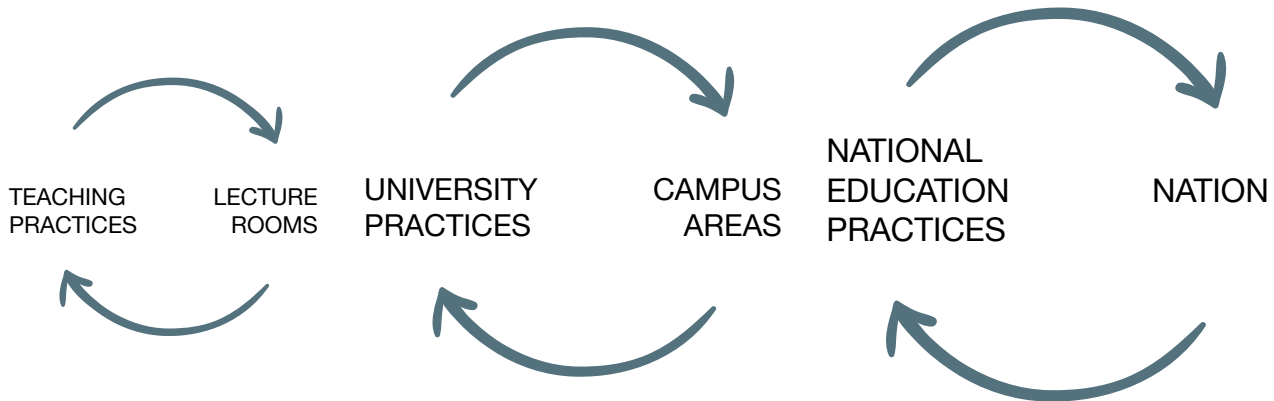 TEACHING
PRACTICES
LECTURE
ROOMS
UNIVERSITY
PRACTICES
CAMPUS
AREAS
NATIONAL
EDUCATION
PRACTICES
NATION